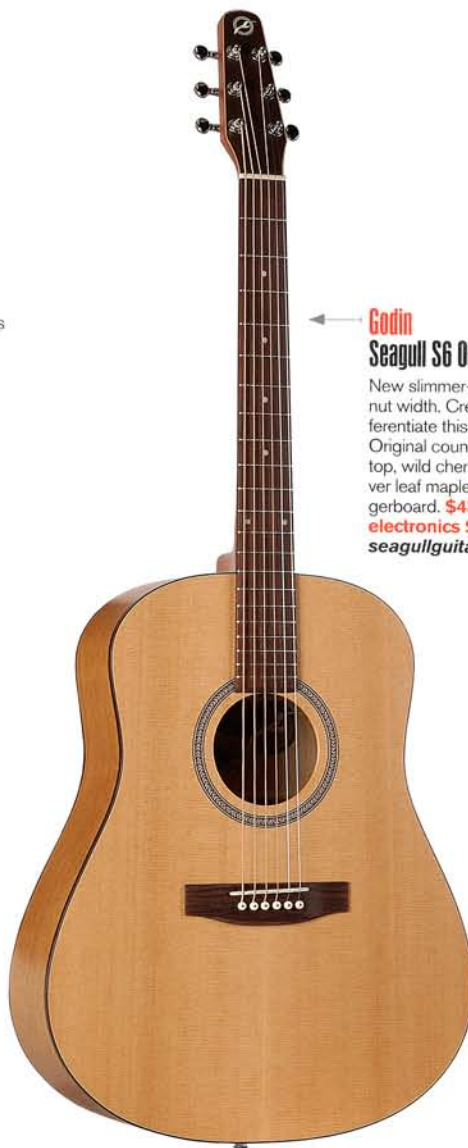 s
Godin
Seagull S6 O
New slimmer-
nut width. Cre
ferentiate this
Original coun
top, wild cher
ver leaf maple
gerboard. $4
electronics $
seagullguita